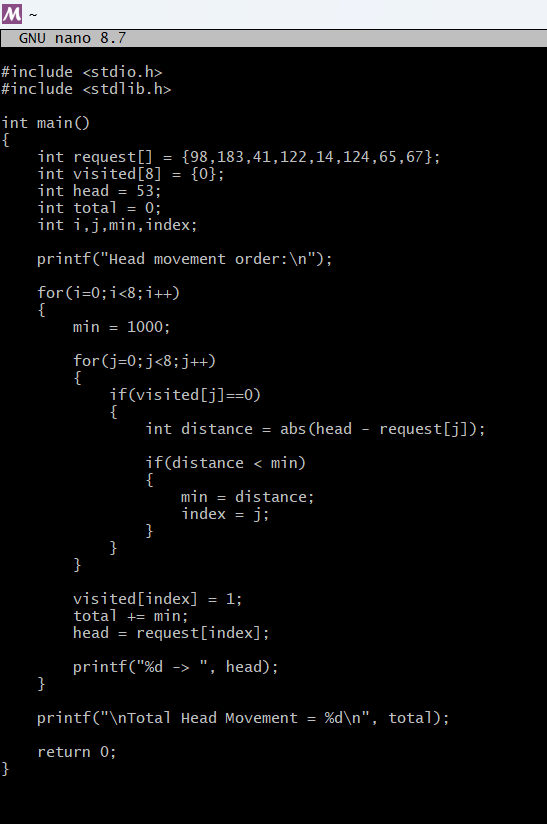 M ~
GNU nano 8.7
#include <stdio.h>
#include <stdlib.h>
int main()
{
    int request[] = {98,183,41,122,14,124,65,67};
    int visited[8] = {0};
    int head = 53;
    int total = 0;
    int i,j,min,index;
    printf("Head movement order:\n");
    for(i=0;i<8;i++)
    {
        min = 1000;
        for(j=0;j<8;j++)
        {
            if(visited[j]==0)
            {
                int distance = abs(head - request[j]);
                if(distance < min)
                {
                    min = distance;
                    index = j;
                }
            }
        }
        visited[index] = 1;
        total += min;
        head = request[index];
        printf("%d -> ", head);
    }
    printf("\nTotal Head Movement = %d\n", total);
    return 0;
}